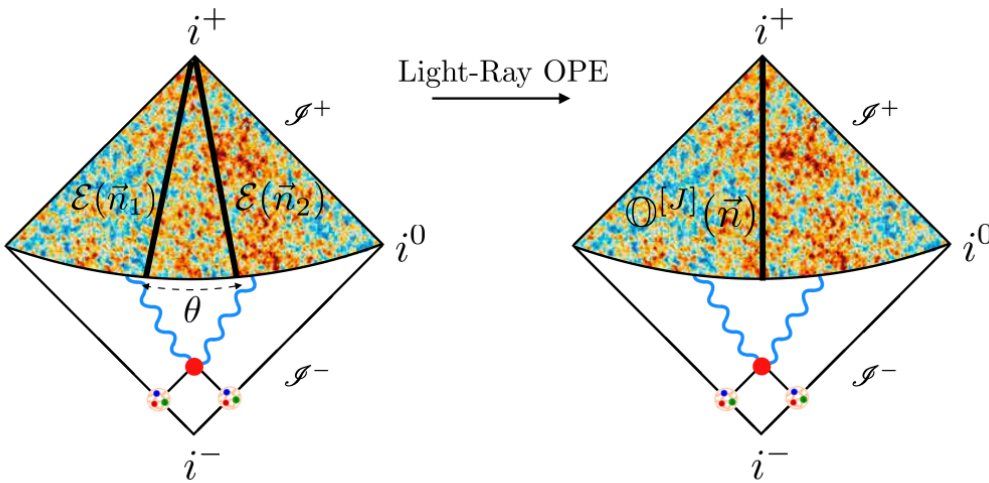 i⁺
Light-Ray OPE
i⁺
ℐ⁺
ℐ⁺
ℰ(n⃗₁)
ℰ(n⃗₂)
𝕆^[J](n⃗)
i⁰
i⁰
θ
ℐ⁻
ℐ⁻
i⁻
i⁻